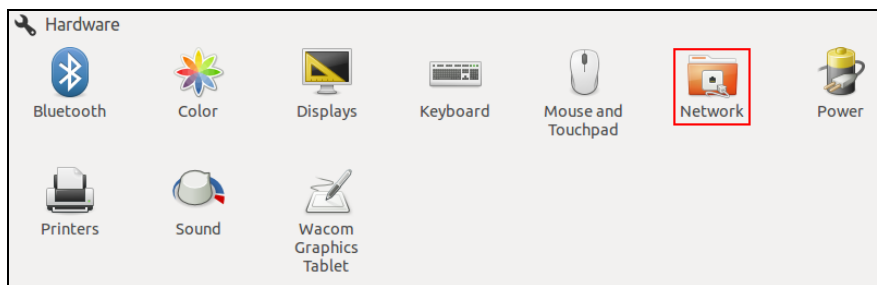 Hardware
Bluetooth
Color
Displays
Keyboard
Mouse and
Touchpad
Network
Power
Printers
Sound
Wacom
Graphics
Tablet